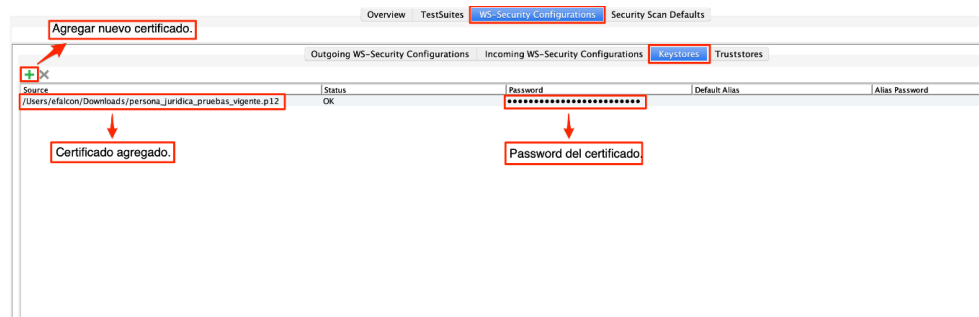 Overview TestSuites WS-Security Configurations Security Scan Defaults
Agregar nuevo certificado.
Outgoing WS-Security Configurations Incoming WS-Security Configurations Keystores Truststores
Source Status Password Default Alias Alias Password
/Users/efalcon/Downloads/persona_juridica_pruebas_vigente.p12 OK •••••••••••••••••••••••••
Certificado agregado. Password del certificado.